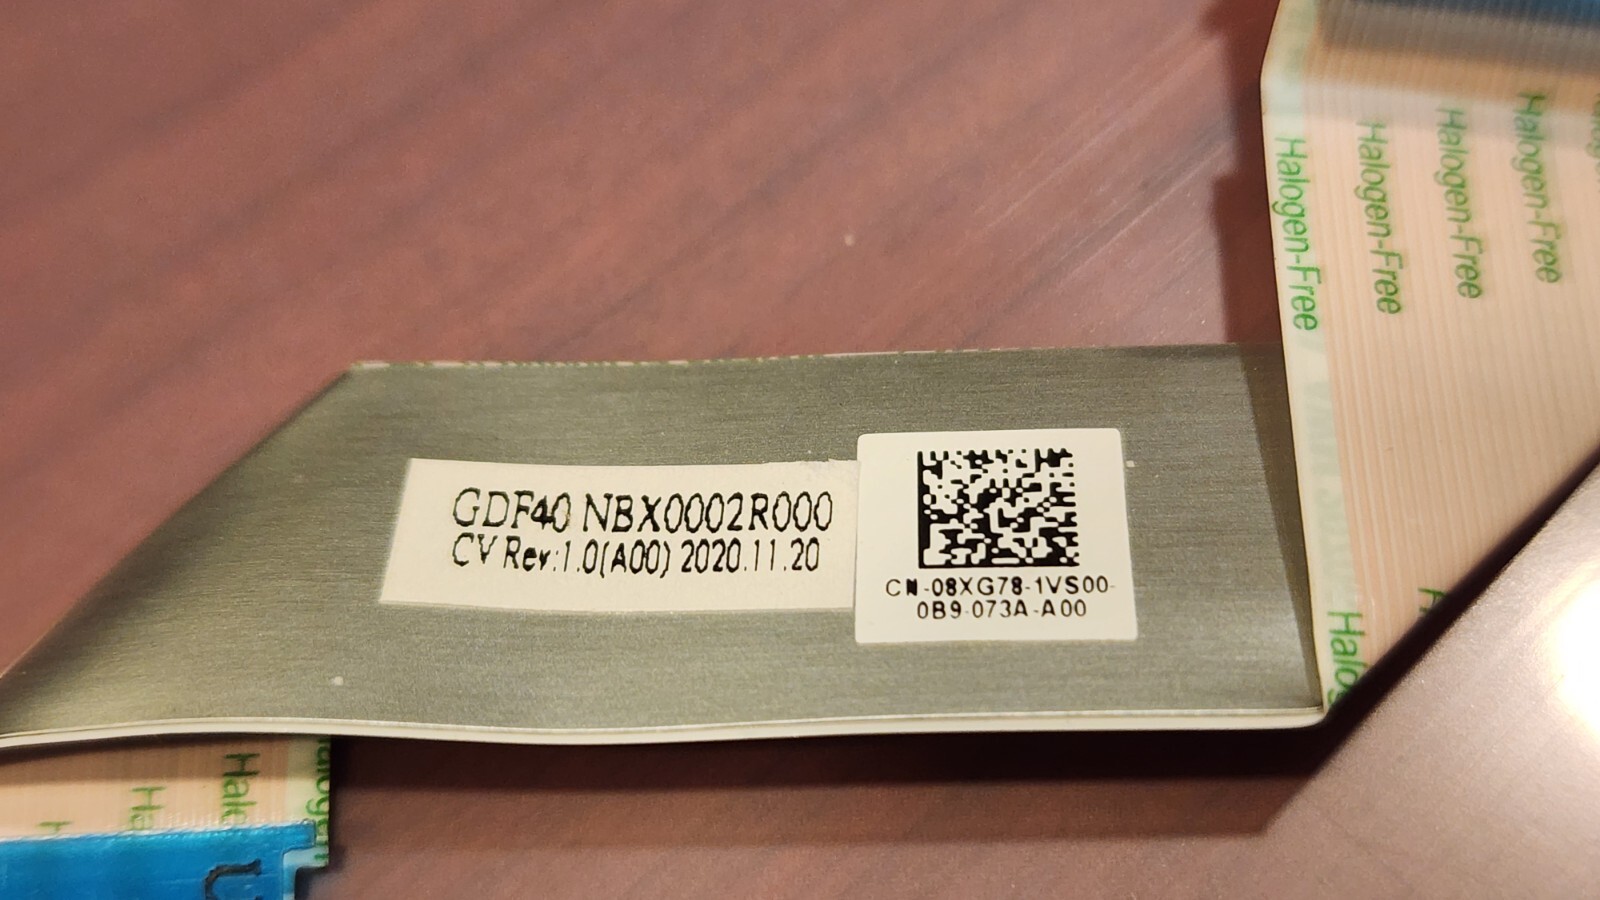 GDF40 NBX0002R000
CV Rev:1.0(A00) 2020.11.20
CN-08XG78-1VS00-
0B9-073A-A00
Halogen-Free
Halogen-Free
Halogen-Free
Halogen-Free